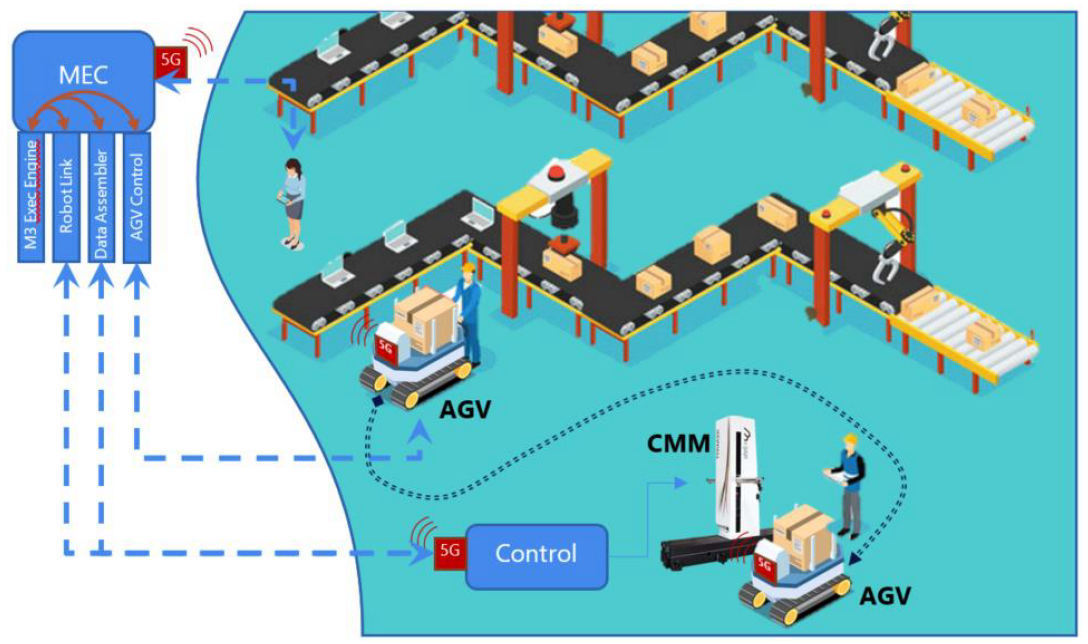 5G
MEC
M3 Exec Engine
Robot Link
Data Assembler
AGV Control
5G
AGV
CMM
5G
Control
5G
AGV